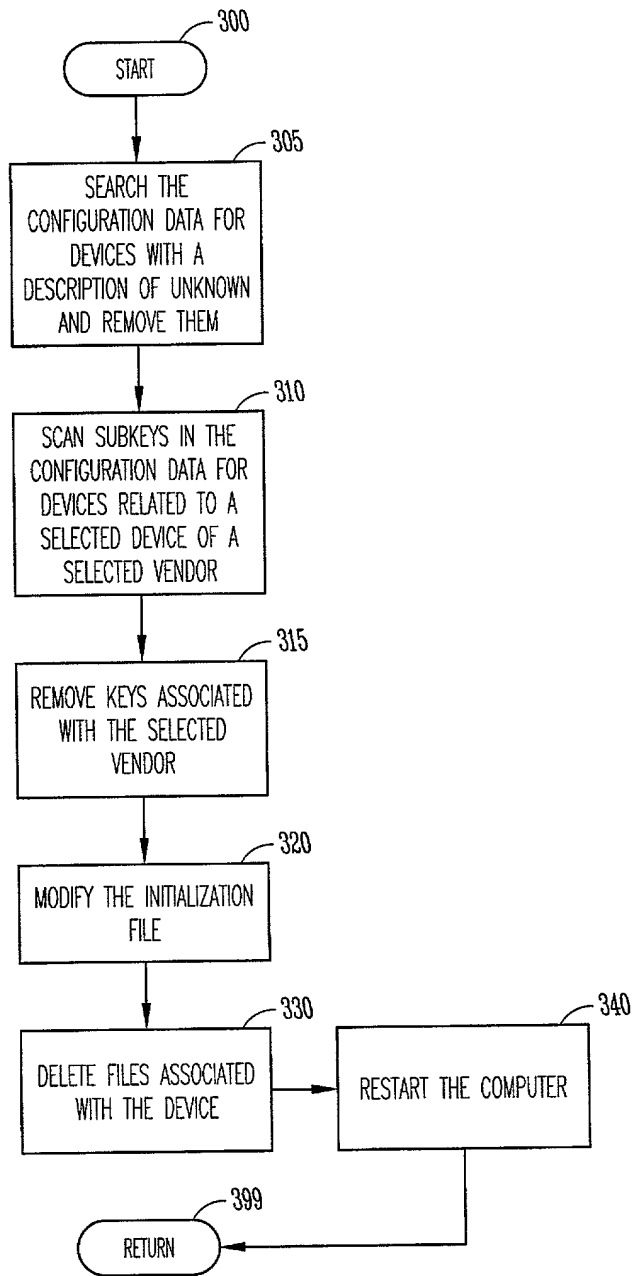 300
START
305
SEARCH THE
CONFIGURATION DATA FOR
DEVICES WITH A
DESCRIPTION OF UNKNOWN
AND REMOVE THEM
310
SCAN SUBKEYS IN THE
CONFIGURATION DATA FOR
DEVICES RELATED TO A
SELECTED DEVICE OF A
SELECTED VENDOR
315
REMOVE KEYS ASSOCIATED
WITH THE SELECTED
VENDOR
320
MODIFY THE INITIALIZATION
FILE
330
DELETE FILES ASSOCIATED
WITH THE DEVICE
340
RESTART THE COMPUTER
399
RETURN